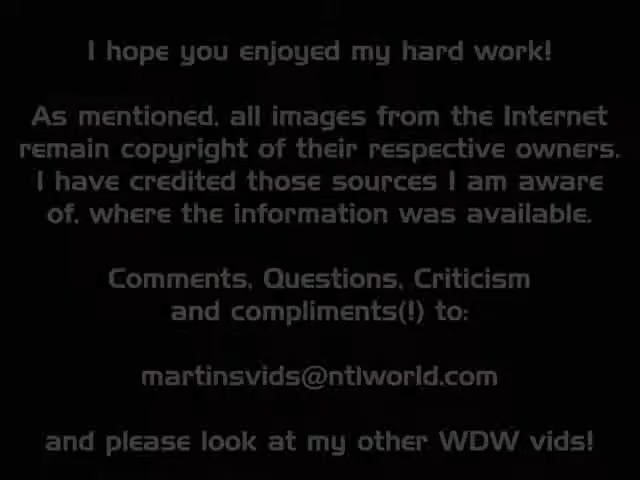 I hope you enjoyed my hard work!
As mentioned, all images from the Internet
remain copyright of their respective owners.
I have credited those sources I am aware
of, where the information was available.
Comments, Questions, Criticism
and compliments(!) to:
martinsvids@ntlworld.com
and please look at my other WDW vids!